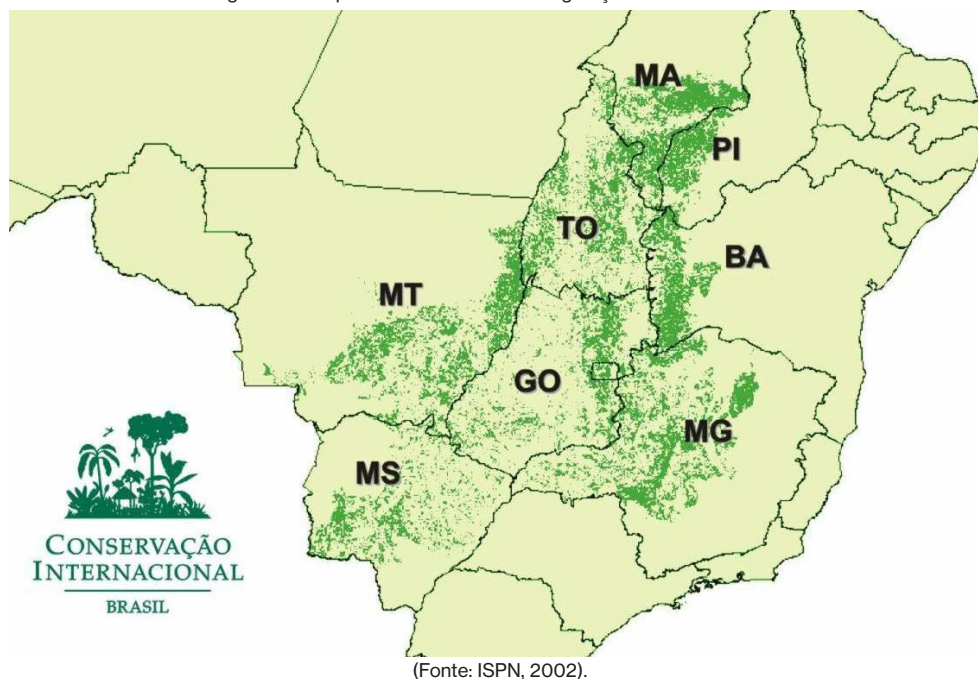 MA
PI
TO
BA
MT
GO
MG
MS
CONSERVAÇÃO
INTERNACIONAL
BRASIL
(Fonte: ISPN, 2002).